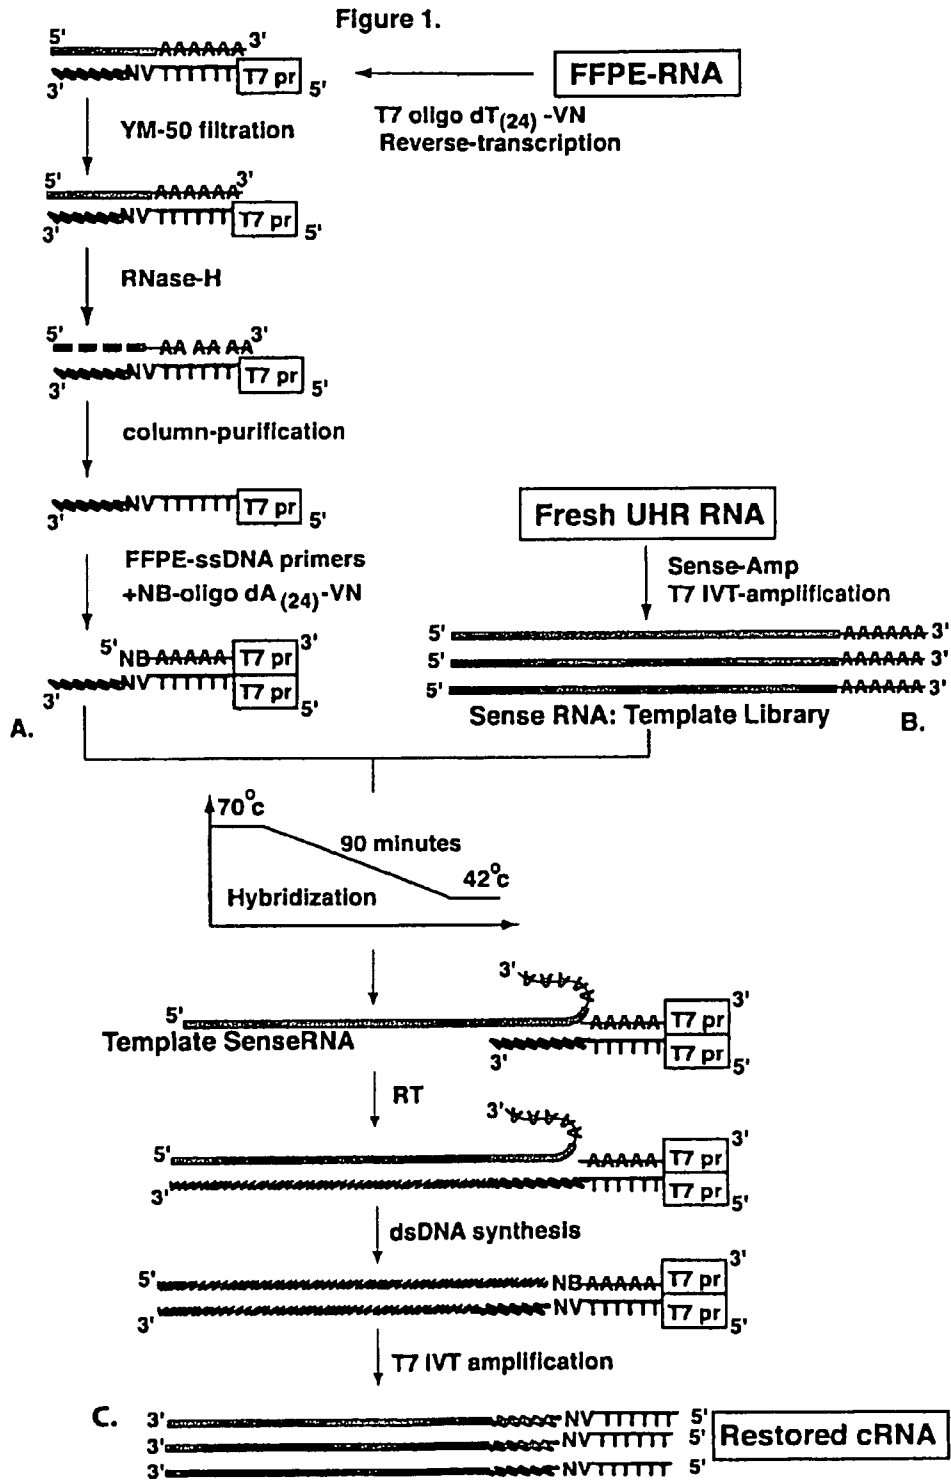 Figure 1.
5' AAAAAA 3'
3' NV TTTTTT T7 pr 5'
FFPE-RNA
T7 oligo dT(24) -VN
Reverse-transcription
YM-50 filtration
5' AAAAAA 3'
3' NV TTTTTT T7 pr 5'
RNase-H
5' AA AA AA 3'
3' NV TTTTTT T7 pr 5'
column-purification
3' NV TTTTTT T7 pr 5'
FFPE-ssDNA primers
+NB-oligo dA (24)-VN
5' NB AAAAA T7 pr 3'
3' NV TTTTT T7 pr 5'
A.
Fresh UHR RNA
Sense-Amp
T7 IVT-amplification
5' AAAAAA 3'
5' AAAAAA 3'
5' AAAAAA 3'
Sense RNA: Template Library
B.
70°c
90 minutes
42°c
Hybridization
3' AAAAA
5' AAAAA T7 pr 3'
Template SenseRNA
3' TTTTT T7 pr 5'
RT
3' AAAAA
5' AAAAA T7 pr 3'
3' TTTTT T7 pr 5'
dsDNA synthesis
5' NB AAAAA T7 pr 3'
3' NV TTTTT T7 pr 5'
T7 IVT amplification
C.
3' NV TTTTTT 5'
3' NV TTTTTT 5'
3' 5'
Restored cRNA